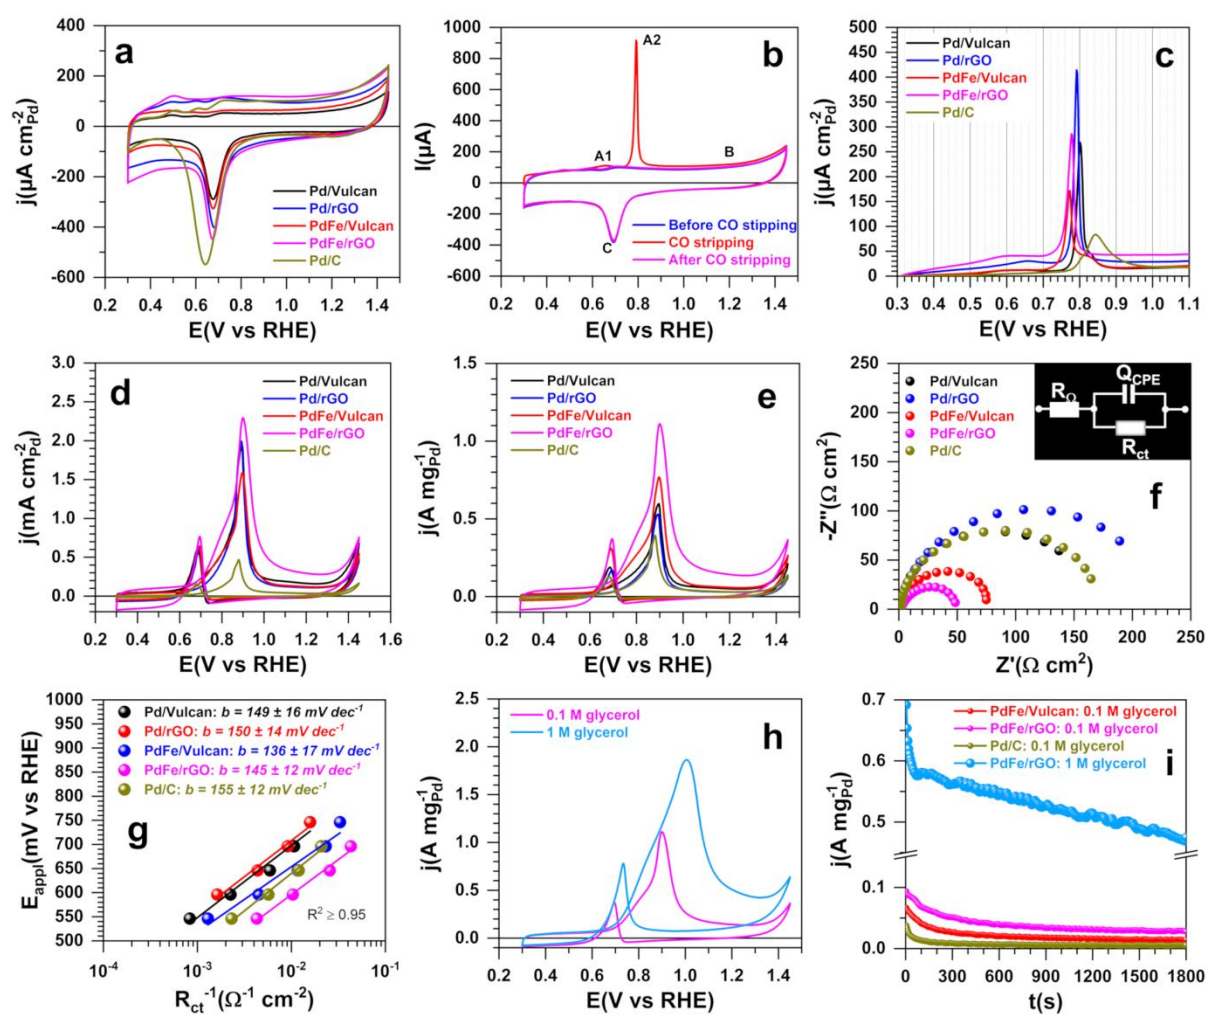 a
j(µA cm⁻²Pd)
400
200
0
-200
-400
-600
Pd/Vulcan
Pd/rGO
PdFe/Vulcan
PdFe/rGO
Pd/C
0.2 0.4 0.6 0.8 1.0 1.2 1.4
E(V vs RHE)
b
I(µA)
1000
800
600
400
200
0
-200
-400
-600
A1
A2
B
C
Before CO stipping
CO stripping
After CO stripping
0.4 0.6 0.8 1.0 1.2 1.4
E(V vs RHE)
c
j(µA cm⁻²Pd)
500
450
400
350
300
250
200
150
100
50
0
Pd/Vulcan
Pd/rGO
PdFe/Vulcan
PdFe/rGO
Pd/C
0.3 0.4 0.5 0.6 0.7 0.8 0.9 1.0 1.1
E(V vs RHE)
d
j(mA cm⁻²Pd)
3.0
2.5
2.0
1.5
1.0
0.5
0.0
Pd/Vulcan
Pd/rGO
PdFe/Vulcan
PdFe/rGO
Pd/C
0.2 0.4 0.6 0.8 1.0 1.2 1.4 1.6
E(V vs RHE)
e
j(A mg⁻¹Pd)
1.5
1.0
0.5
0.0
Pd/Vulcan
Pd/rGO
PdFe/Vulcan
PdFe/rGO
Pd/C
0.4 0.6 0.8 1.0 1.2 1.4
E(V vs RHE)
f
-Z"(Ω cm²)
250
200
150
100
50
0
Pd/Vulcan
Pd/rGO
PdFe/Vulcan
PdFe/rGO
Pd/C
RΩ
QCPE
Rct
0 50 100 150 200 250
Z'(Ω cm²)
g
Eappl(mV vs RHE)
1000
950
900
850
800
750
700
650
600
550
500
Pd/Vulcan: b = 149 ± 16 mV dec⁻¹
Pd/rGO: b = 150 ± 14 mV dec⁻¹
PdFe/Vulcan: b = 136 ± 17 mV dec⁻¹
PdFe/rGO: b = 145 ± 12 mV dec⁻¹
Pd/C: b = 155 ± 12 mV dec⁻¹
R² ≥ 0.95
10⁻⁴ 10⁻³ 10⁻² 10⁻¹
Rct⁻¹(Ω⁻¹ cm⁻²)
h
j(A mg⁻¹Pd)
2.5
2.0
1.5
1.0
0.5
0.0
0.1 M glycerol
1 M glycerol
0.4 0.6 0.8 1.0 1.2 1.4
E(V vs RHE)
i
j(A mg⁻¹Pd)
0.7
0.6
0.5
0.1
0.0
PdFe/Vulcan: 0.1 M glycerol
PdFe/rGO: 0.1 M glycerol
Pd/C: 0.1 M glycerol
PdFe/rGO: 1 M glycerol
0 300 600 900 1200 1500 1800
t(s)